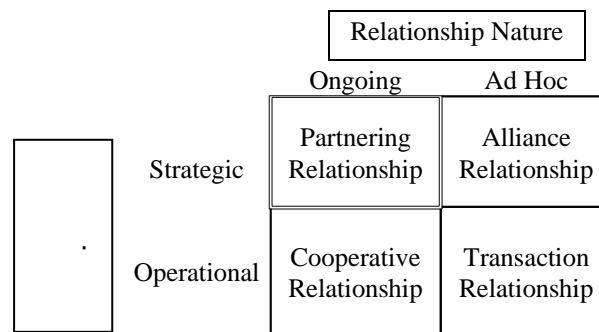 Relationship Nature
Ongoing Ad Hoc
Strategic
Partnering
Relationship
Alliance
Relationship
Operational
Cooperative
Relationship
Transaction
Relationship